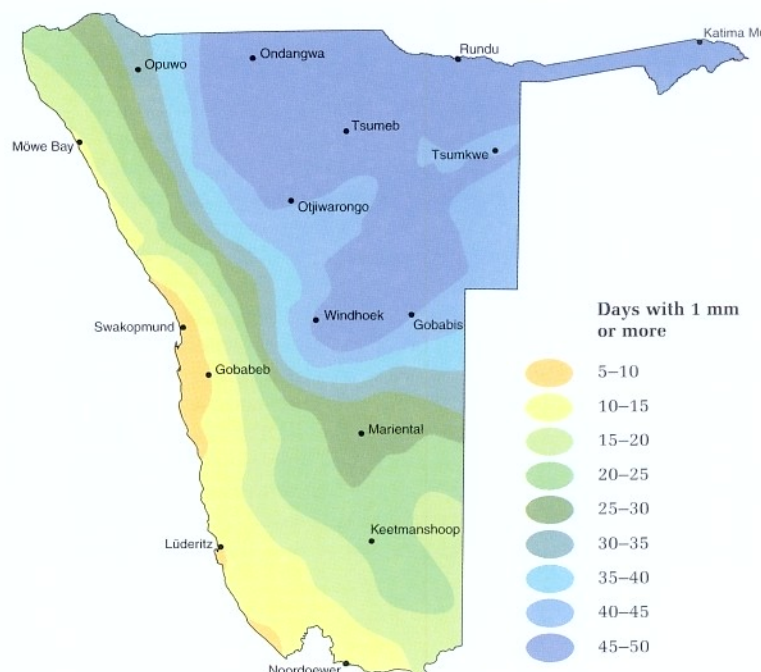 Katima
Rundu
Ondangwa
Opuwo
Tsumeb
Möwe Bay
Tsumkwe
Otjiwarongo
Windhoek
Gobabis
Swakopmund
Gobabeb
Mariental
Keetmanshoop
Lüderitz
Noordoewer
Days with 1 mm
or more
5–10
10–15
15–20
20–25
25–30
30–35
35–40
40–45
45–50